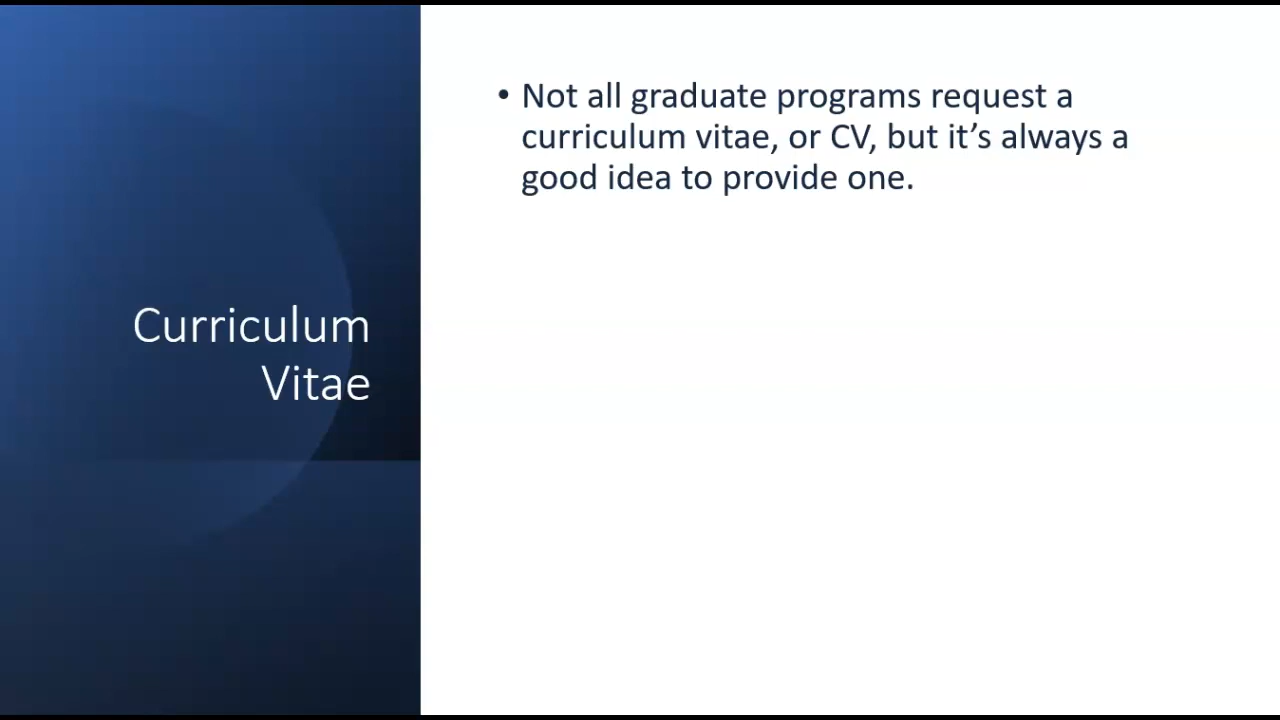 Curriculum
Vitae
• Not all graduate programs request a
curriculum vitae, or CV, but it’s always a
good idea to provide one.